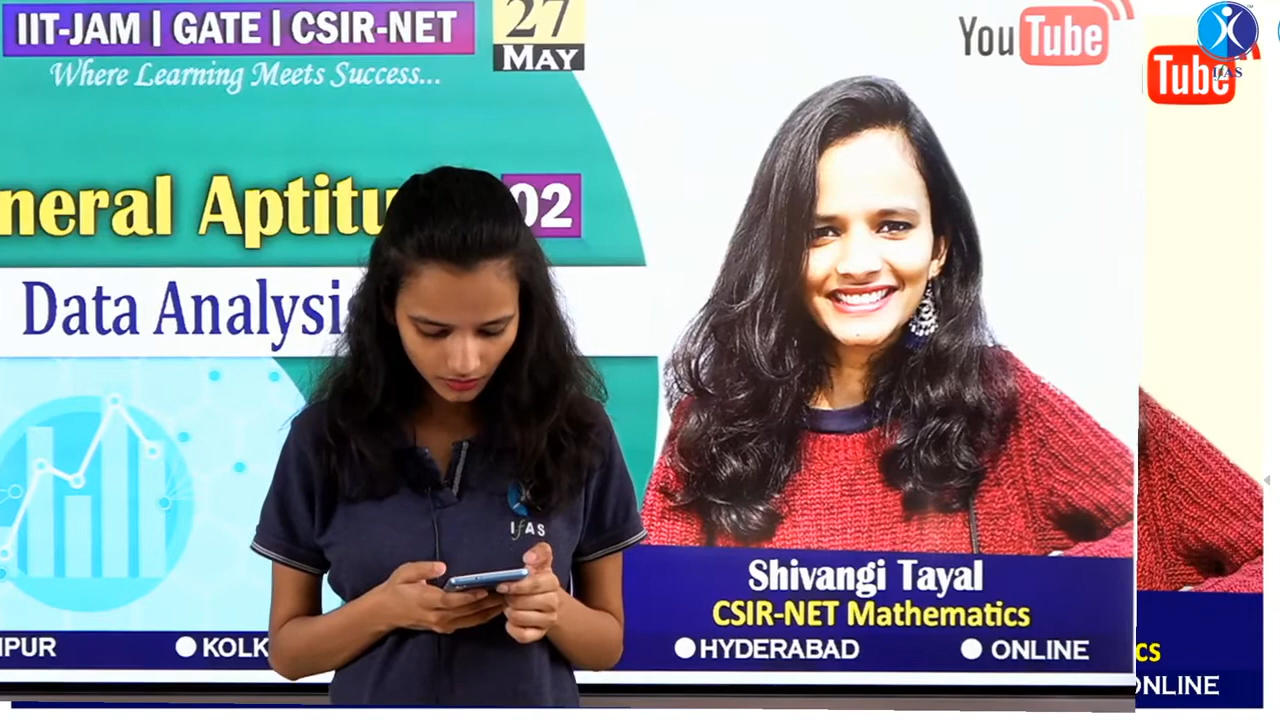 IIT-JAM | GATE | CSIR-NET
Where Learning Meets Success...
27
MAY
YouTube
Tube
IfAS
neral Aptitu
02
Data Analysi
IfAS
Shivangi Tayal
CSIR-NET Mathematics
cs
PUR
KOLK
HYDERABAD
ONLINE
ONLINE